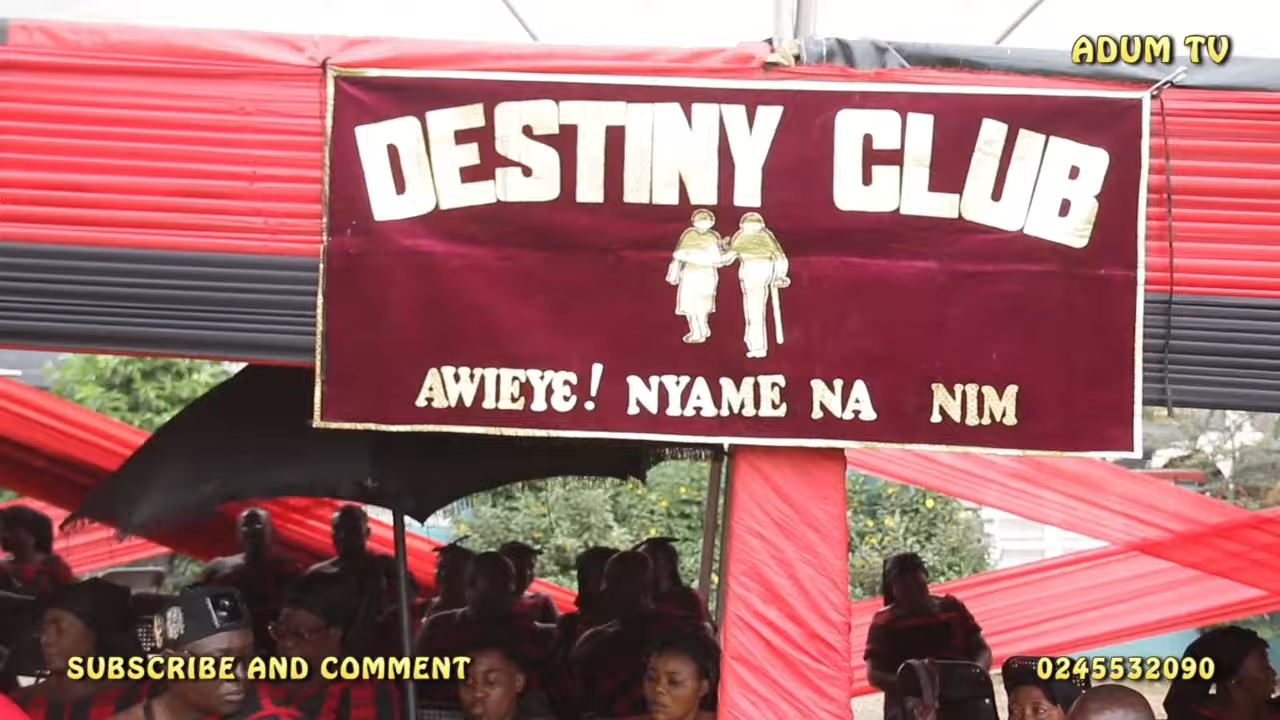 ADUM TV
DESTINY CLUB
AWIEYƐ! NYAME NA NIM
SUBSCRIBE AND COMMENT
0245532090